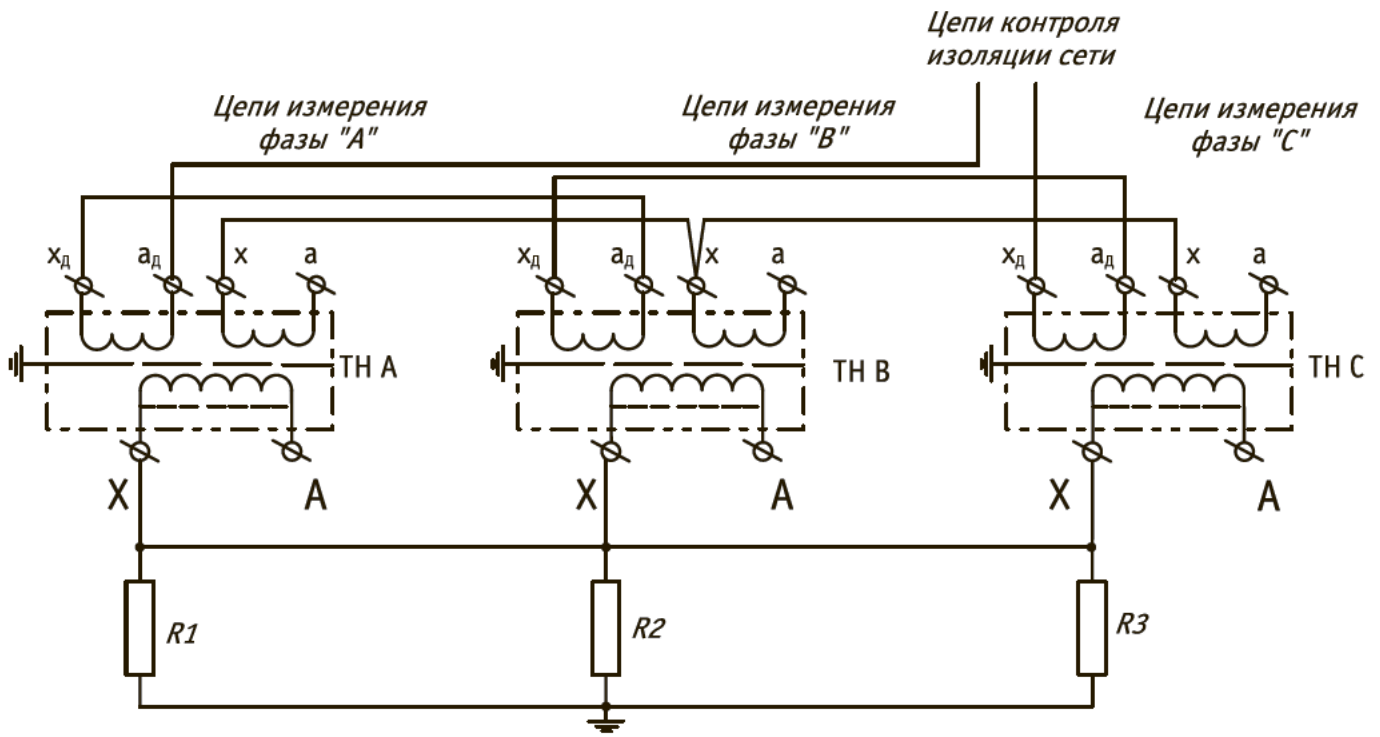 Цепи контроля
изоляции сети
Цепи измерения
фазы "А"
Цепи измерения
фазы "В"
Цепи измерения
фазы "С"
хд ад х а
хд ад х а
хд ад х а
ТН А
ТН В
ТН С
Х А
Х А
Х А
R1
R2
R3